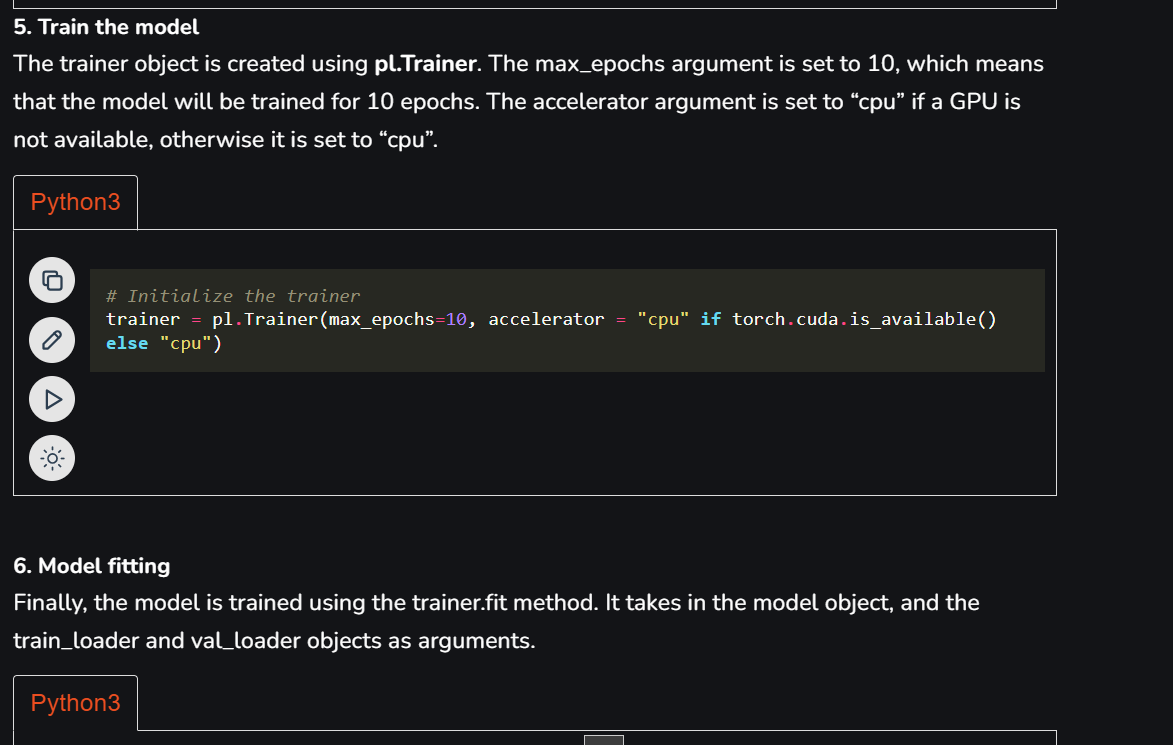 5. Train the model
The trainer object is created using pl.Trainer. The max_epochs argument is set to 10, which means
that the model will be trained for 10 epochs. The accelerator argument is set to “cpu” if a GPU is
not available, otherwise it is set to “cpu”.
Python3
# Initialize the trainer
trainer = pl.Trainer(max_epochs=10, accelerator = "cpu" if torch.cuda.is_available()
else "cpu")
6. Model fitting
Finally, the model is trained using the trainer.fit method. It takes in the model object, and the
train_loader and val_loader objects as arguments.
Python3